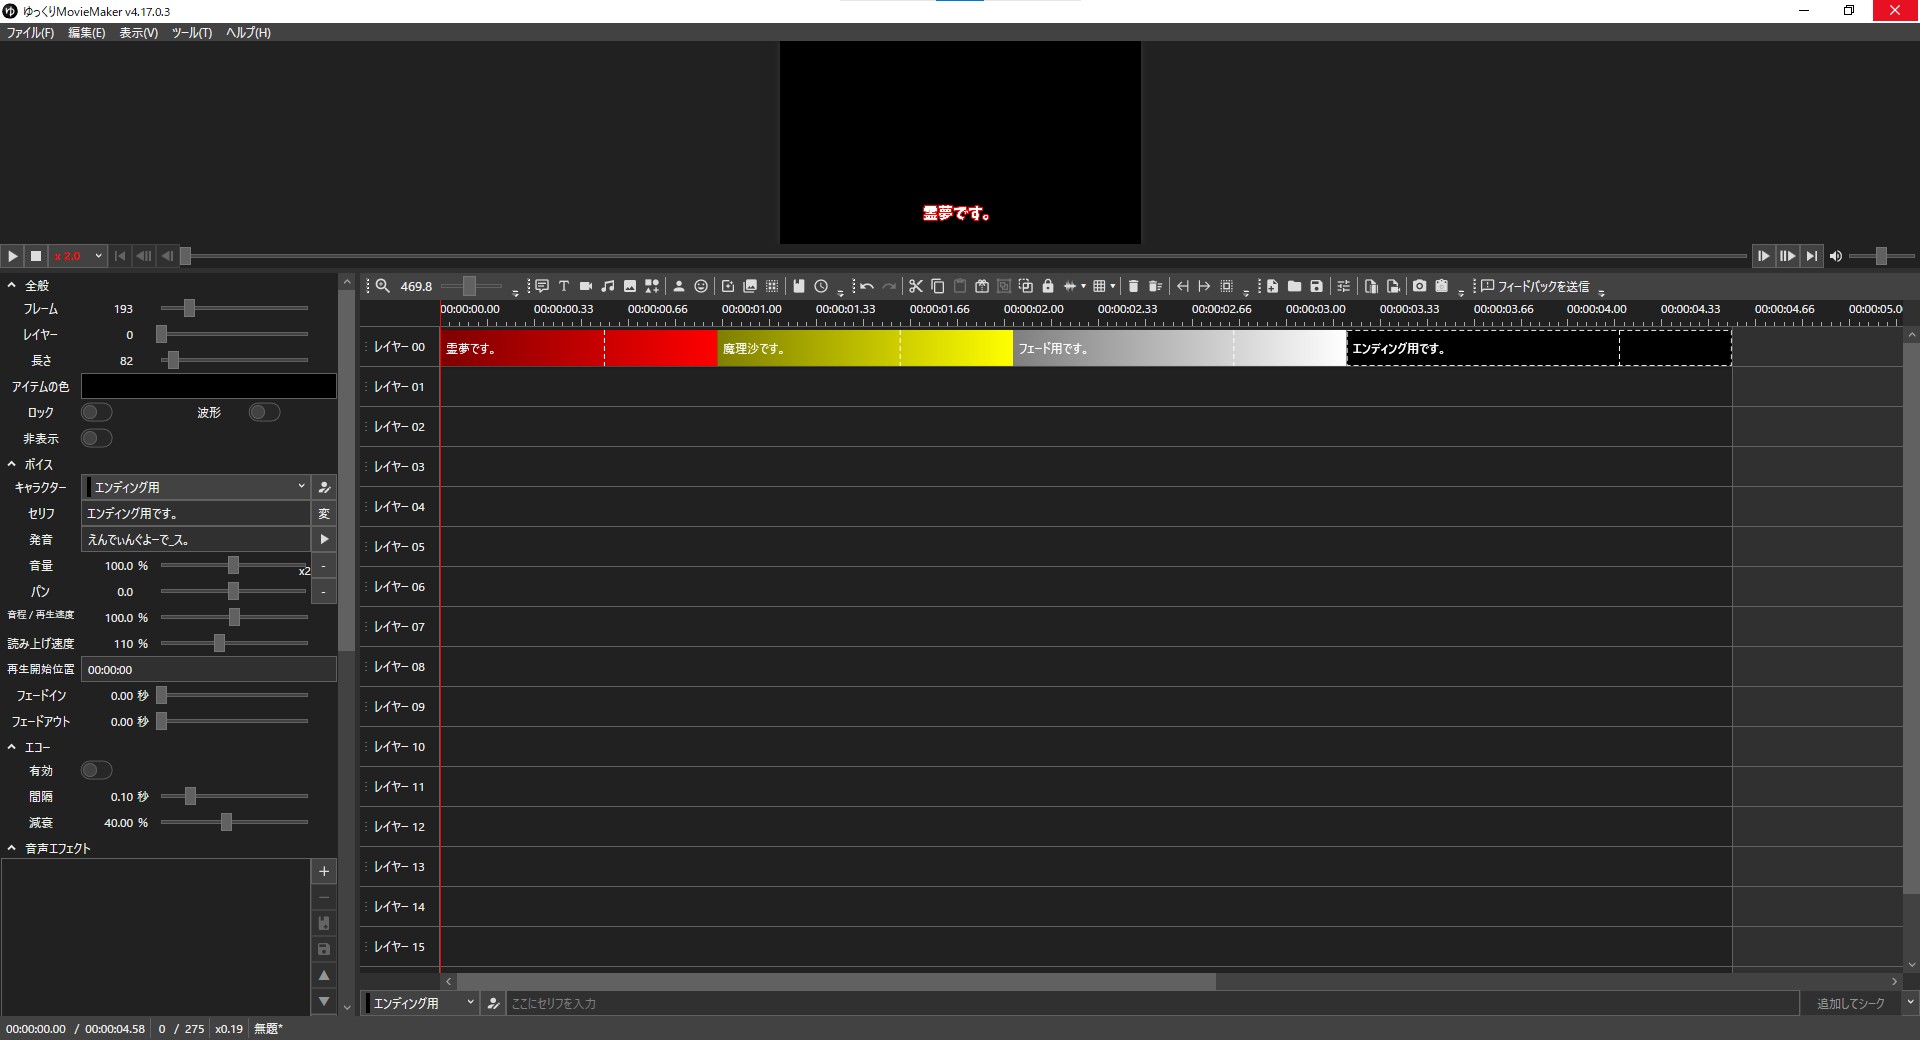 ゆっくりMovieMaker v4.17.0.3
ファイル(F) 編集(E) 表示(V) ツール(T) ヘルプ(H)
霊夢です。
x 2.0
全般
フレーム 193
レイヤー 0
長さ 82
アイテムの色
ロック 波形
非表示
ボイス
キャラクター エンディング用
セリフ エンディング用です。 変
発音 えんでぃんぐよーで_ス。
音量 100.0 % x2 -
パン 0.0 -
音程 / 再生速度 100.0 %
読み上げ速度 110 %
再生開始位置 00:00:00
フェードイン 0.00 秒
フェードアウト 0.00 秒
エコー
有効
間隔 0.10 秒
減衰 40.00 %
音声エフェクト
469.8 フィードバックを送信
00:00:00.00 00:00:00.33 00:00:00.66 00:00:01.00 00:00:01.33 00:00:01.66 00:00:02.00 00:00:02.33 00:00:02.66 00:00:03.00 00:00:03.33 00:00:03.66 00:00:04.00 00:00:04.33 00:00:04.66 00:00:05.0
レイヤー 00 霊夢です。 魔理沙です。 フェード用です。 エンディング用です。
レイヤー 01
レイヤー 02
レイヤー 03
レイヤー 04
レイヤー 05
レイヤー 06
レイヤー 07
レイヤー 08
レイヤー 09
レイヤー 10
レイヤー 11
レイヤー 12
レイヤー 13
レイヤー 14
レイヤー 15
エンディング用 ここにセリフを入力 追加してシーク
00:00:00.00 / 00:00:04.58 0 / 275 x0.19 無題*